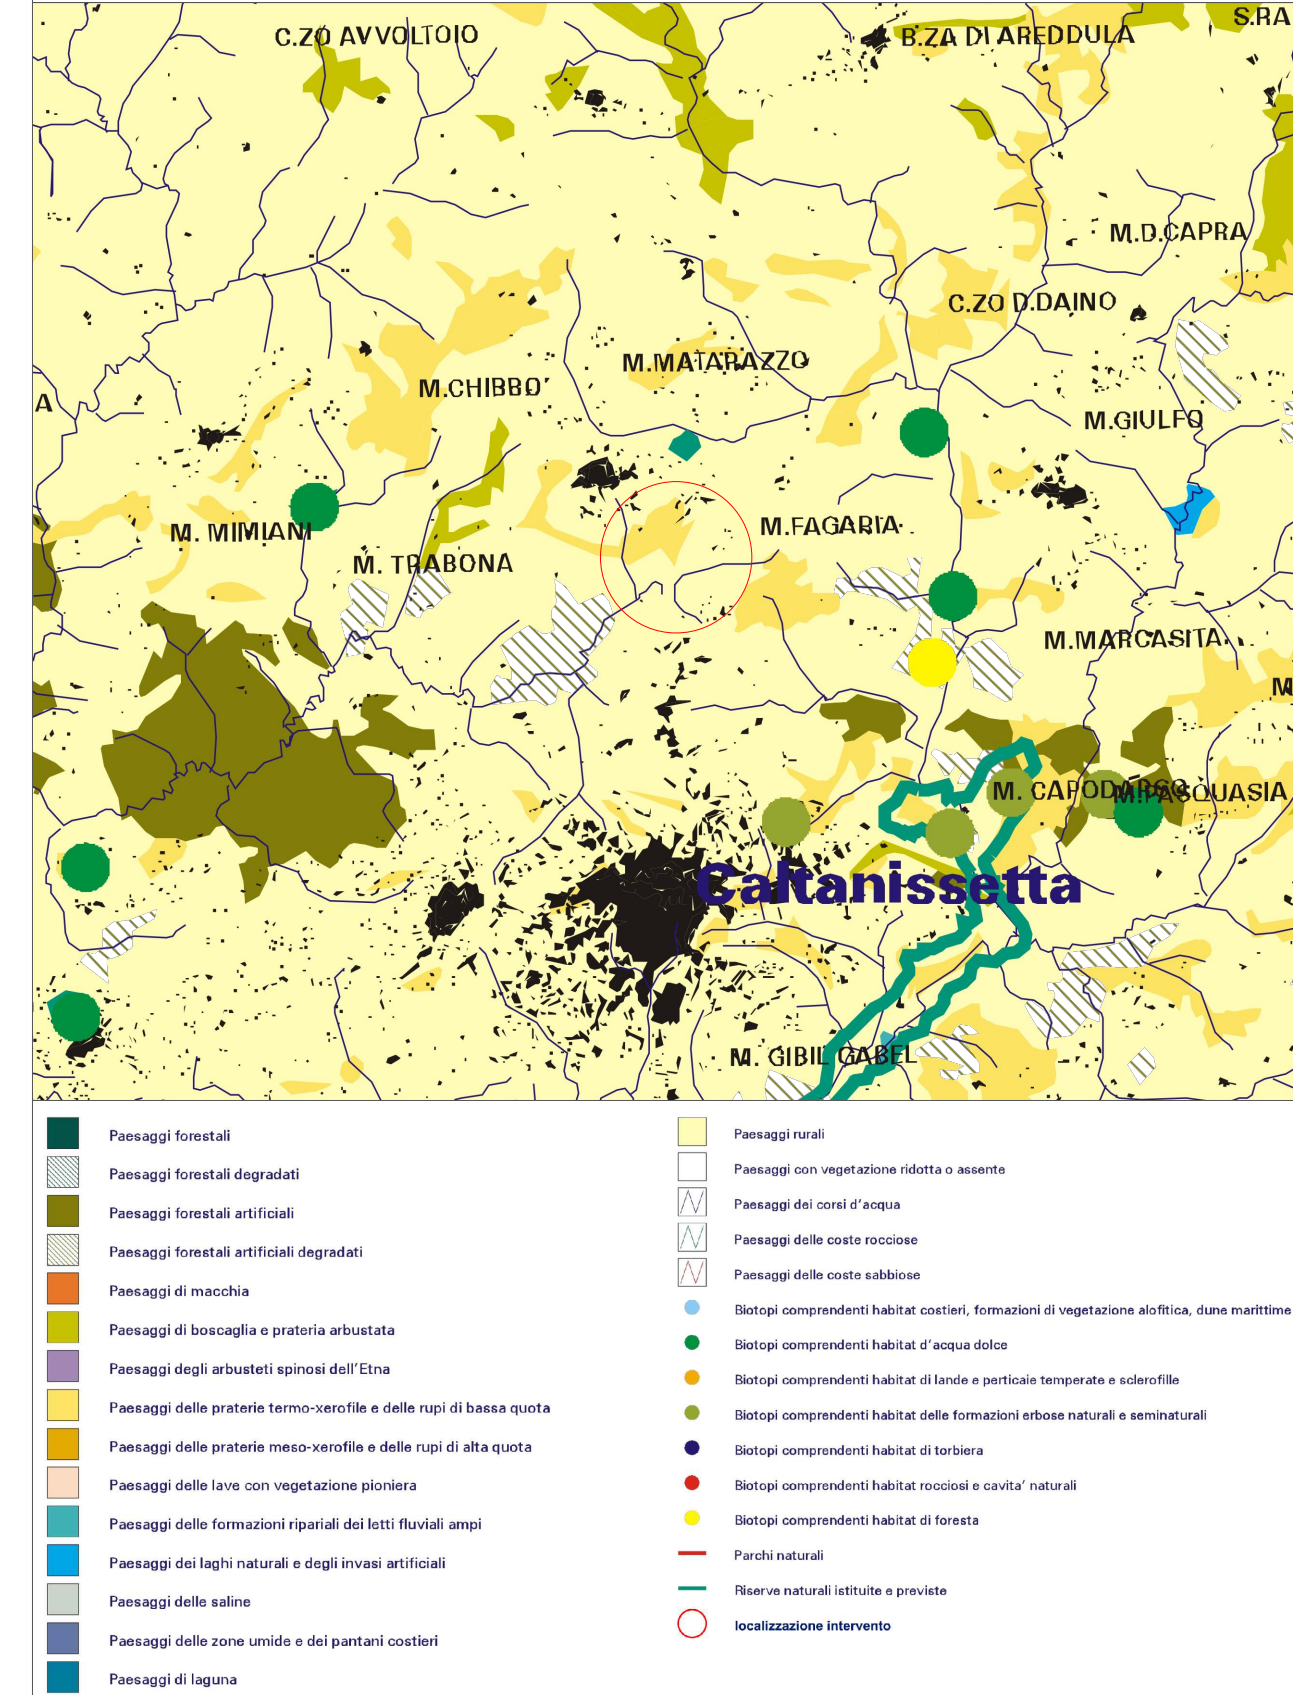 C.ZO AVVOLTOIO
B.ZA DI AREDDULA
S.RA
M.D.CAPRA
C.ZO D.DAINO
M.MATARAZZO
M.CHIBBO'
A
M.GIULFO
M. MIMIANI
M.FAGARIA
M. TRABONA
M.MARCASITA
M
M. CAPODARSO
M.PASQUASIA
Caltanissetta
M. GIBIL GABEL
Paesaggi forestali
Paesaggi forestali degradati
Paesaggi forestali artificiali
Paesaggi forestali artificiali degradati
Paesaggi di macchia
Paesaggi di boscaglia e prateria arbustata
Paesaggi degli arbusteti spinosi dell'Etna
Paesaggi delle praterie termo-xerofile e delle rupi di bassa quota
Paesaggi delle praterie meso-xerofile e delle rupi di alta quota
Paesaggi delle lave con vegetazione pioniera
Paesaggi delle formazioni ripariali dei letti fluviali ampi
Paesaggi dei laghi naturali e degli invasi artificiali
Paesaggi delle saline
Paesaggi delle zone umide e dei pantani costieri
Paesaggi di laguna
Paesaggi rurali
Paesaggi con vegetazione ridotta o assente
Paesaggi dei corsi d'acqua
Paesaggi delle coste rocciose
Paesaggi delle coste sabbiose
Biotopi comprendenti habitat costieri, formazioni di vegetazione alofitica, dune marittime
Biotopi comprendenti habitat d'acqua dolce
Biotopi comprendenti habitat di lande e perticaie temperate e sclerofille
Biotopi comprendenti habitat delle formazioni erbose naturali e seminaturali
Biotopi comprendenti habitat di torbiera
Biotopi comprendenti habitat rocciosi e cavita' naturali
Biotopi comprendenti habitat di foresta
Parchi naturali
Riserve naturali istituite e previste
localizzazione intervento